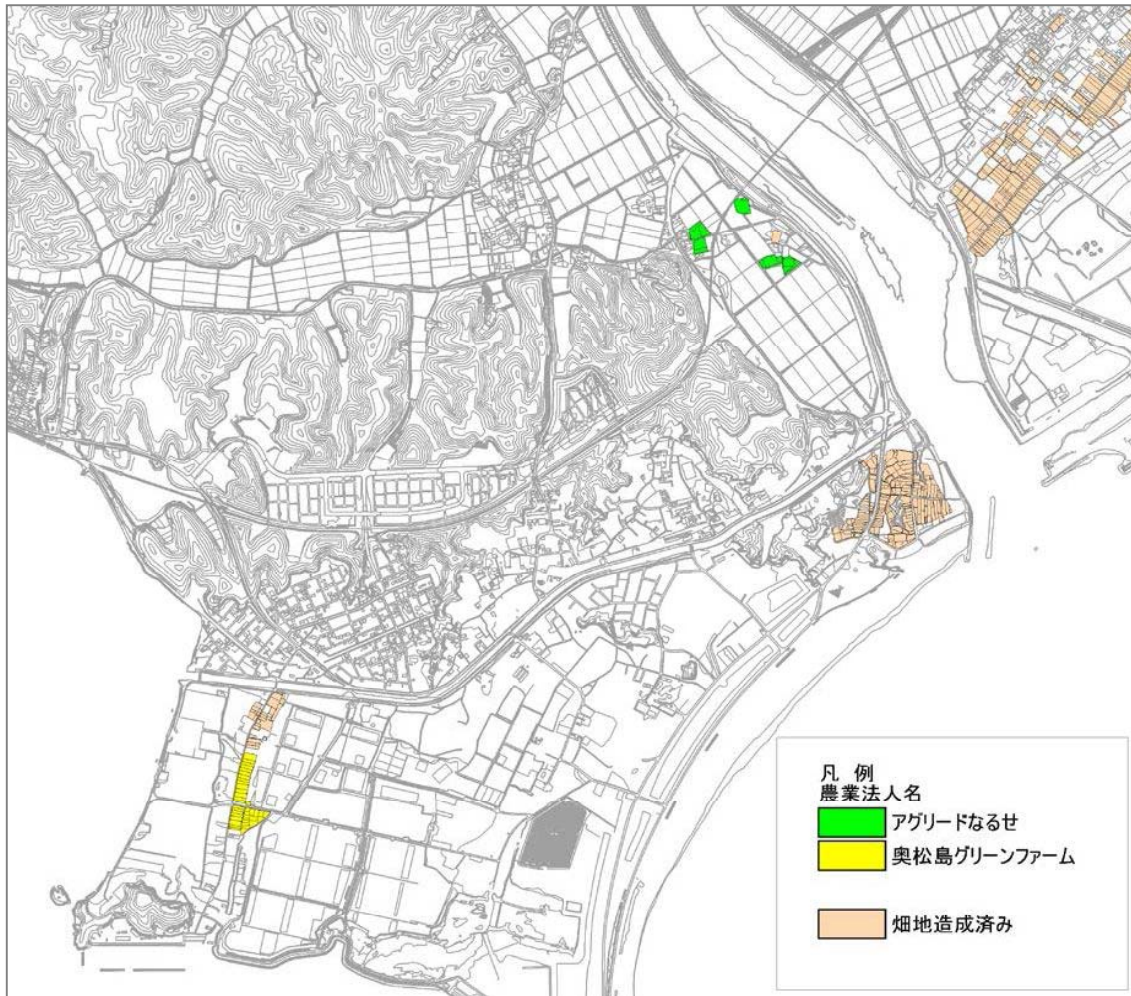 凡 例
農業法人名
アグリードなるせ
奥松島グリーンファーム
畑地造成済み